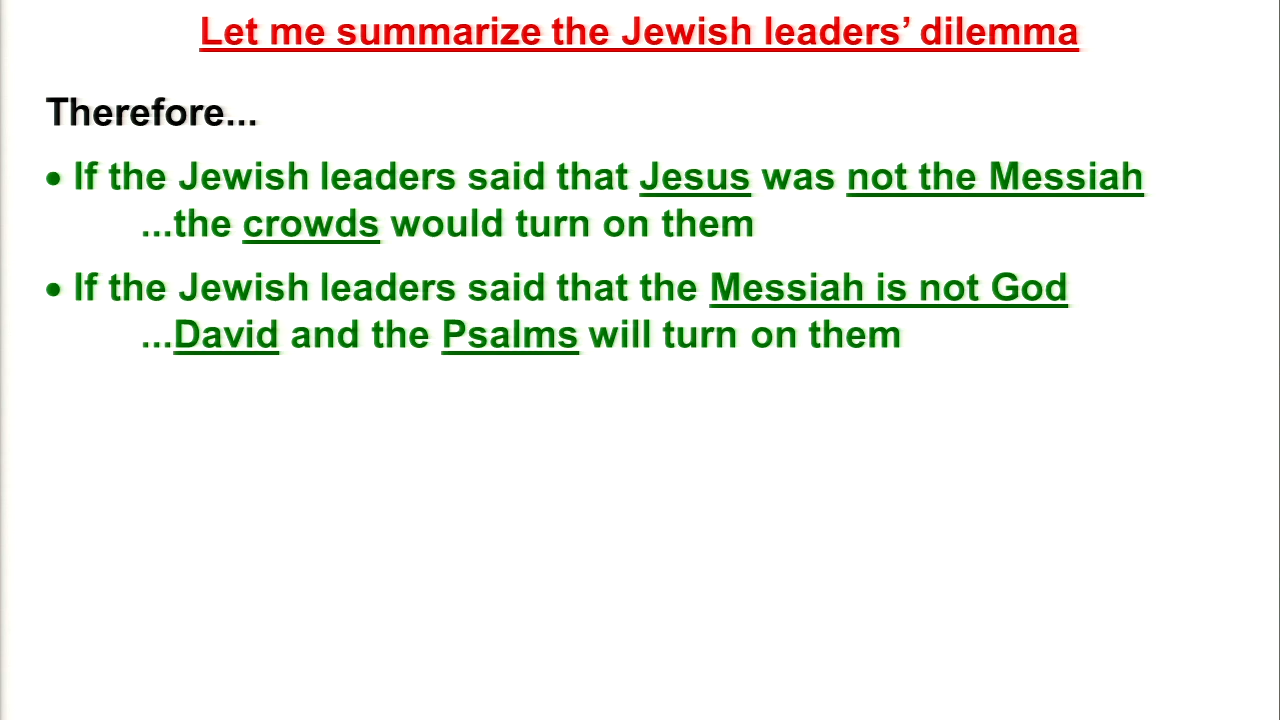 Let me summarize the Jewish leaders’ dilemma
Therefore...
• If the Jewish leaders said that Jesus was not the Messiah
...the crowds would turn on them
• If the Jewish leaders said that the Messiah is not God
...David and the Psalms will turn on them